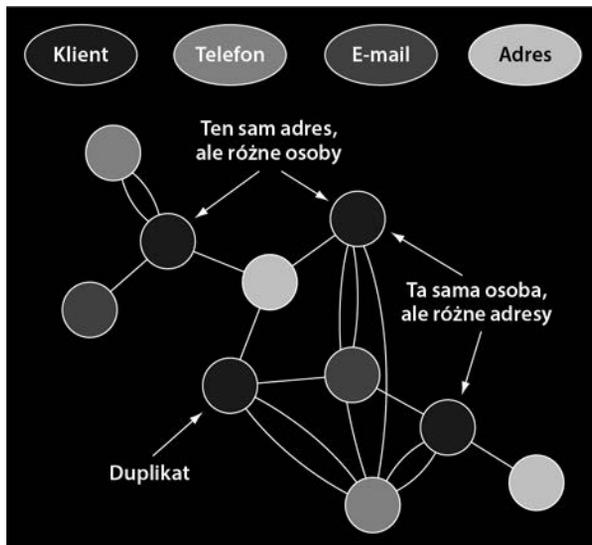 Klient
Telefon
E-mail
Adres
Ten sam adres,
ale różne osoby
Ta sama osoba,
ale różne adresy
Duplikat